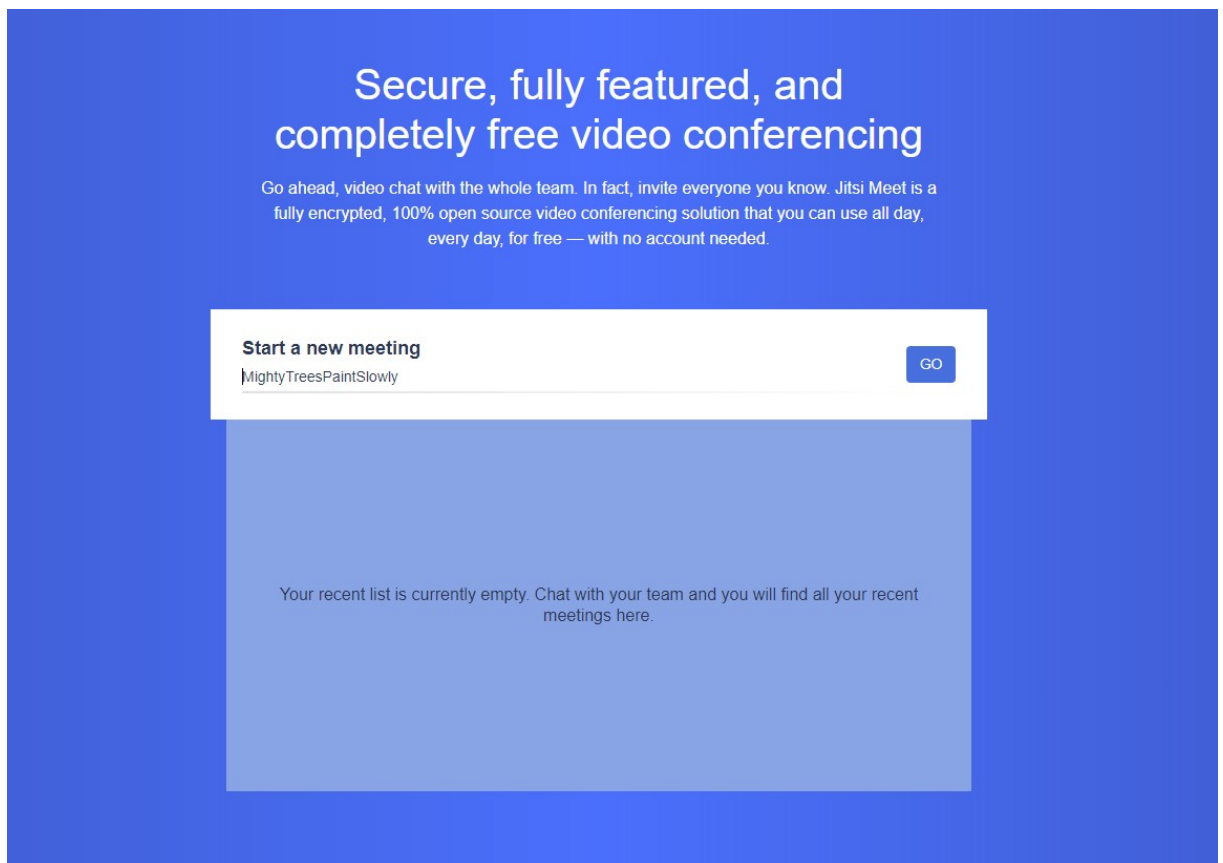 Secure, fully featured, and
completely free video conferencing
Go ahead, video chat with the whole team. In fact, invite everyone you know. Jitsi Meet is a
fully encrypted, 100% open source video conferencing solution that you can use all day,
every day, for free — with no account needed.
Start a new meeting
MightyTreesPaintSlowly
GO
Your recent list is currently empty. Chat with your team and you will find all your recent
meetings here.